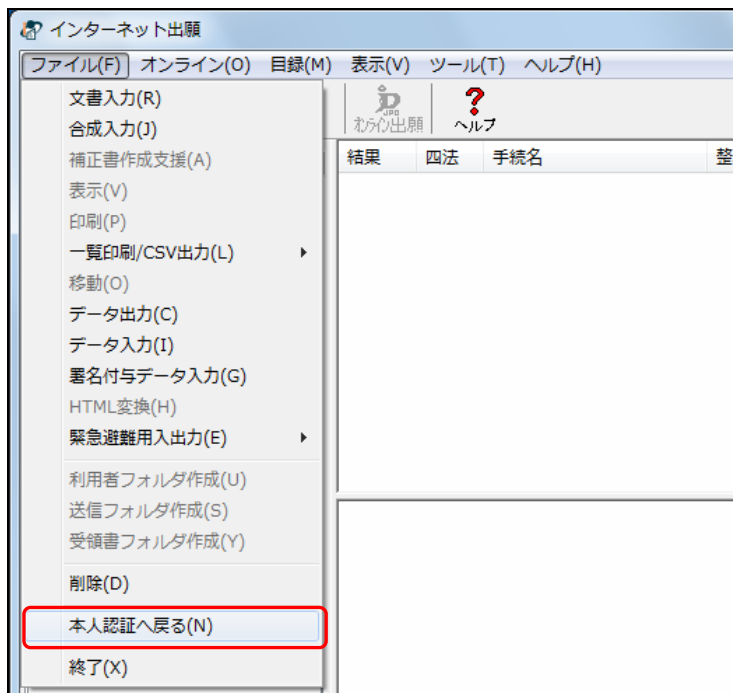 インターネット出願
ファイル(F) オンライン(O) 目録(M) 表示(V) ツール(T) ヘルプ(H)
文書入力(R)
合成入力(J)
補正書作成支援(A)
表示(V)
印刷(P)
一覧印刷/CSV出力(L)
移動(O)
データ出力(C)
データ入力(I)
署名付与データ入力(G)
HTML変換(H)
緊急避難用入出力(E)
利用者フォルダ作成(U)
送信フォルダ作成(S)
受領書フォルダ作成(Y)
削除(D)
本人認証へ戻る(N)
終了(X)
JPO
オンライン出願 ヘルプ
結果 四法 手続名 整